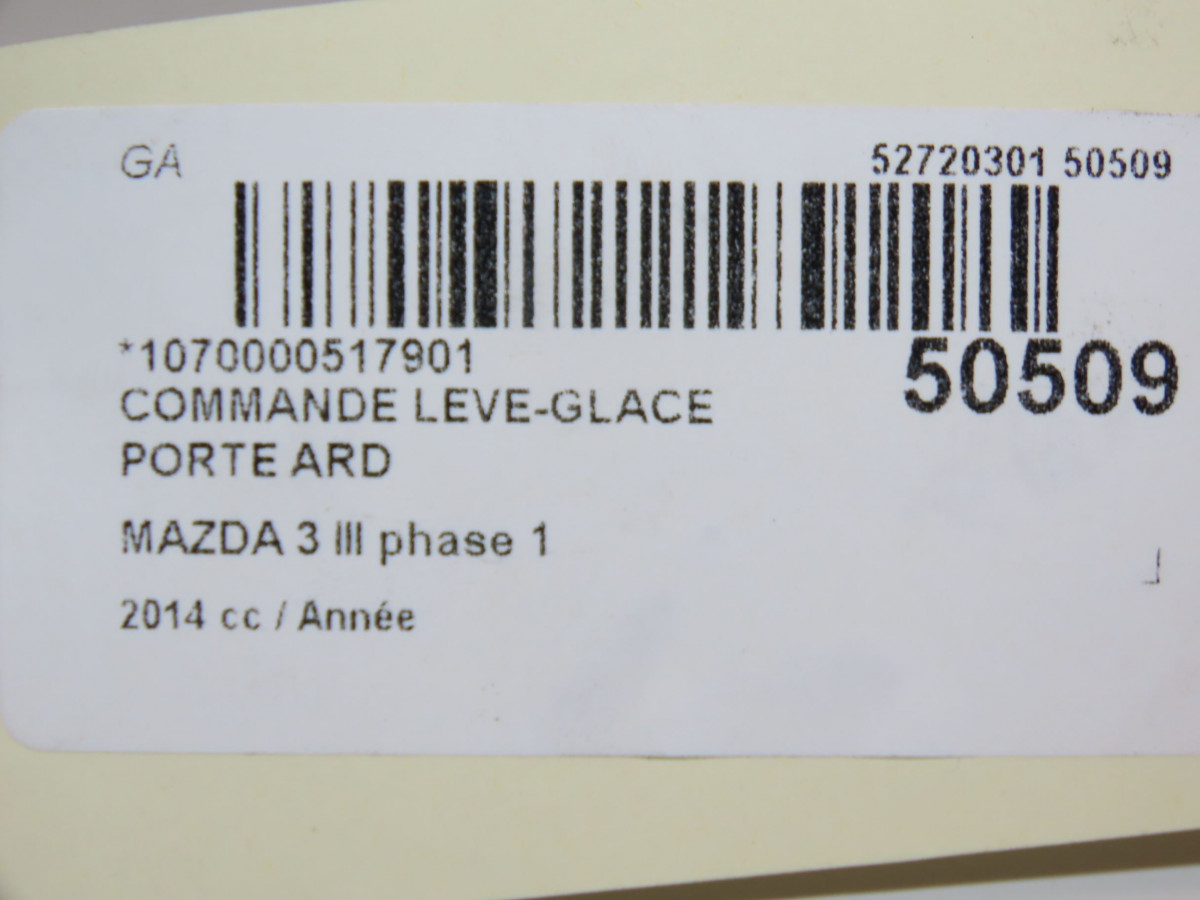 GA
52720301 50509
*1070000517901
50509
COMMANDE LEVE-GLACE
PORTE ARD
MAZDA 3 III phase 1
2014 cc / Année